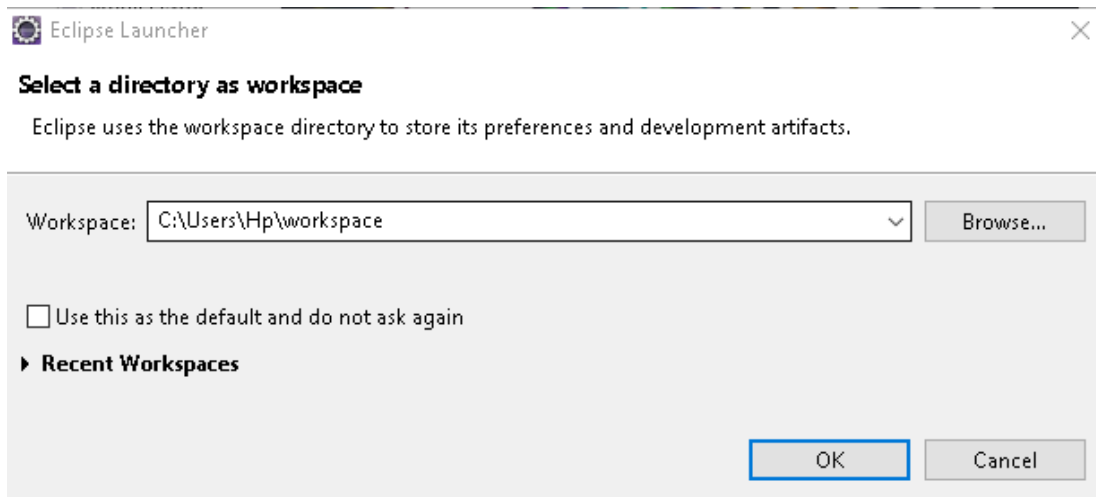 Eclipse Launcher
Select a directory as workspace
Eclipse uses the workspace directory to store its preferences and development artifacts.
Workspace: C:\Users\Hp\workspace Browse...
Use this as the default and do not ask again
Recent Workspaces
OK Cancel